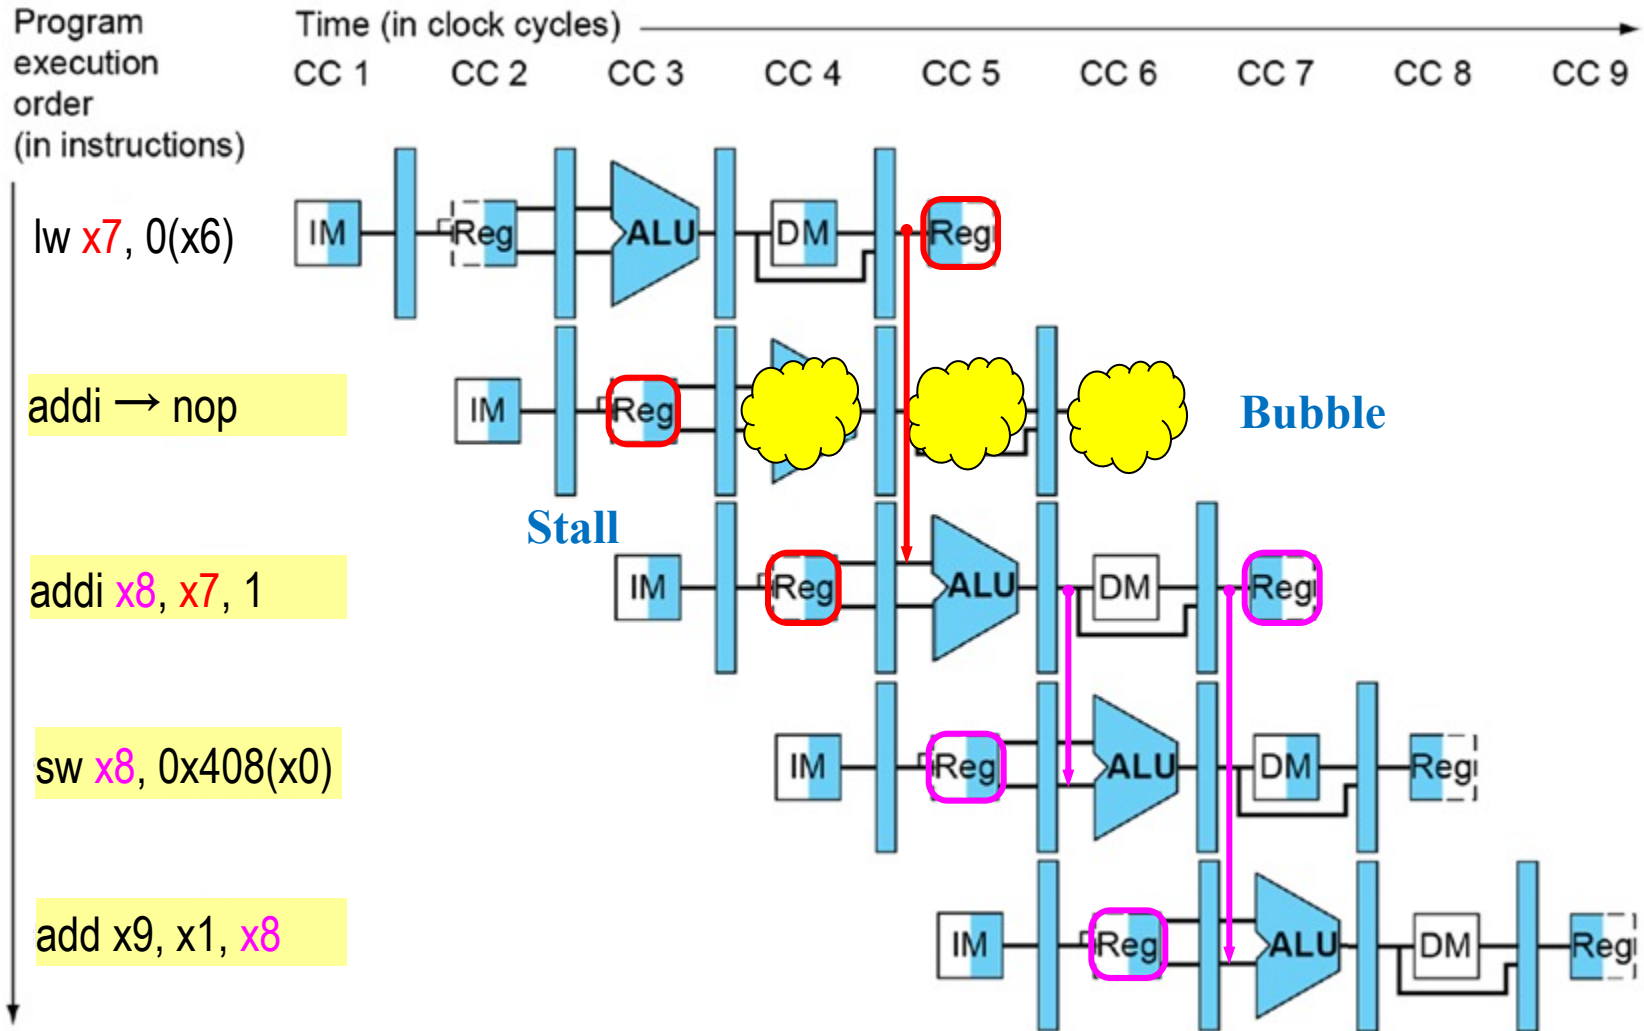 Program
execution
order
(in instructions)
Time (in clock cycles)
CC 1 CC 2 CC 3 CC 4 CC 5 CC 6 CC 7 CC 8 CC 9
lw x7, 0(x6)
IM Reg ALU DM Reg
addi → nop
IM Reg
Bubble
Stall
addi x8, x7, 1
IM Reg ALU DM Reg
sw x8, 0x408(x0)
IM Reg ALU DM Reg
add x9, x1, x8
IM Reg ALU DM Reg